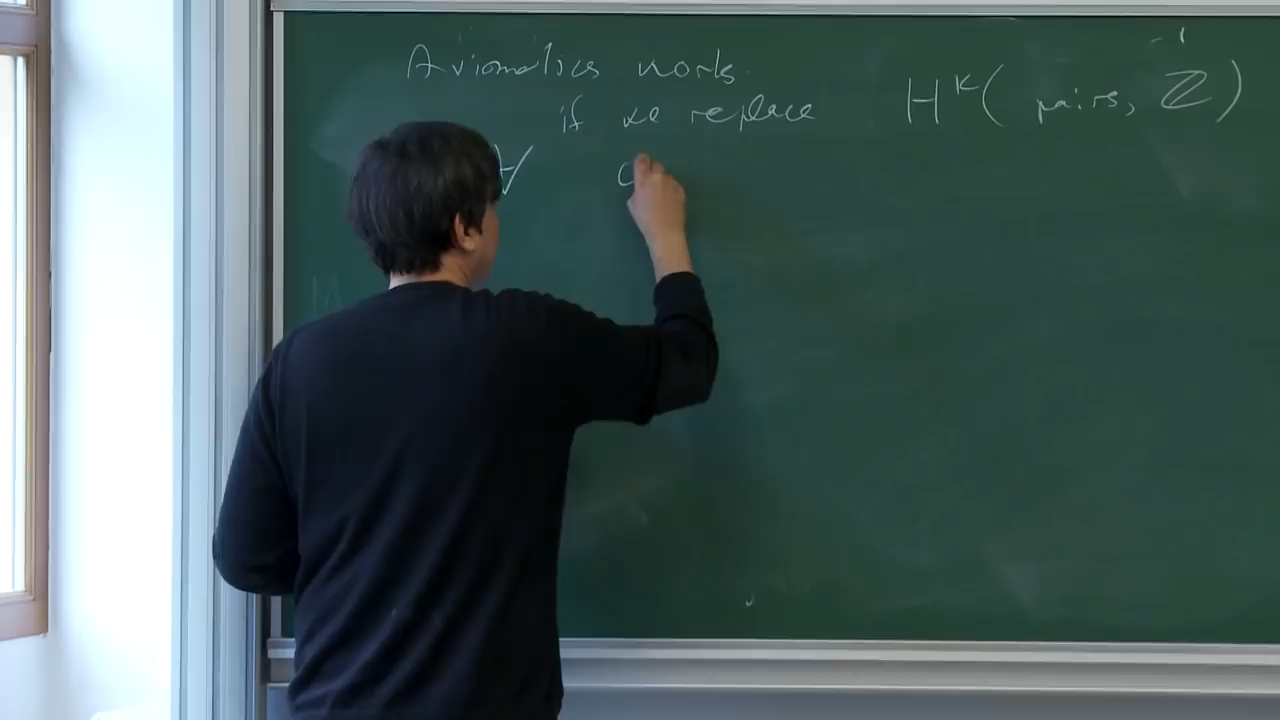 Axiomatics works H^k( pairs, ℤ )
if we replace
∀ c